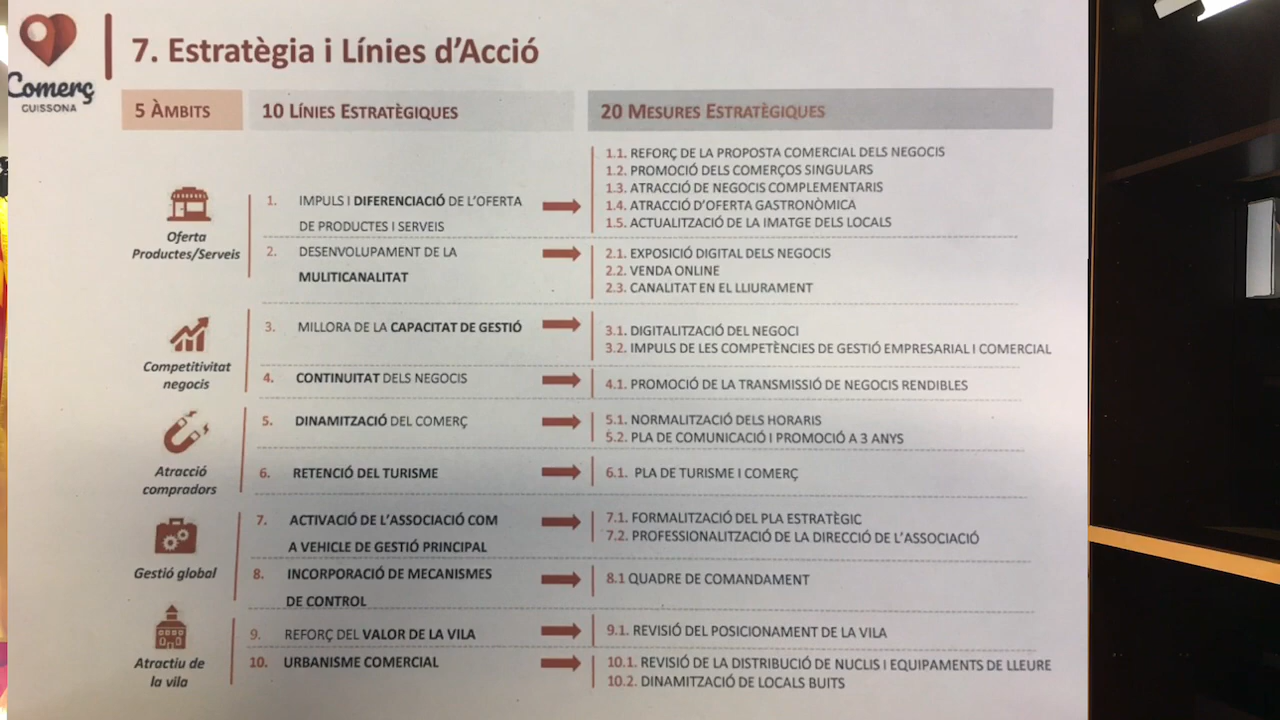 Comerç
GUISSONA
7. Estratègia i Línies d'Acció
5 ÀMBITS
10 LÍNIES ESTRATÈGIQUES
20 MESURES ESTRATÈGIQUES
Oferta
Productes/Serveis
1. IMPULS I DIFERENCIACIÓ DE L'OFERTA
DE PRODUCTES I SERVEIS
1.1. REFORÇ DE LA PROPOSTA COMERCIAL DELS NEGOCIS
1.2. PROMOCIÓ DELS COMERÇOS SINGULARS
1.3. ATRACCIÓ DE NEGOCIS COMPLEMENTARIS
1.4. ATRACCIÓ D'OFERTA GASTRONÒMICA
1.5. ACTUALITZACIÓ DE LA IMATGE DELS LOCALS
2. DESENVOLUPAMENT DE LA
MULITICANALITAT
2.1. EXPOSICIÓ DIGITAL DELS NEGOCIS
2.2. VENDA ONLINE
2.3. CANALITAT EN EL LLIURAMENT
Competitivitat
negocis
3. MILLORA DE LA CAPACITAT DE GESTIÓ
3.1. DIGITALITZACIÓ DEL NEGOCI
3.2. IMPULS DE LES COMPETÈNCIES DE GESTIÓ EMPRESARIAL I COMERCIAL
4. CONTINUITAT DELS NEGOCIS
4.1. PROMOCIÓ DE LA TRANSMISSIÓ DE NEGOCIS RENDIBLES
Atracció
compradors
5. DINAMITZACIÓ DEL COMERÇ
5.1. NORMALITZACIÓ DELS HORARIS
5.2. PLA DE COMUNICACIÓ I PROMOCIÓ A 3 ANYS
6. RETENCIÓ DEL TURISME
6.1. PLA DE TURISME I COMERÇ
Gestió global
7. ACTIVACIÓ DE L'ASSOCIACIÓ COM
A VEHICLE DE GESTIÓ PRINCIPAL
7.1. FORMALITZACIÓ DEL PLA ESTRATÈGIC
7.2. PROFESSIONALITZACIÓ DE LA DIRECCIÓ DE L'ASSOCIACIÓ
8. INCORPORACIÓ DE MECANISMES
DE CONTROL
8.1 QUADRE DE COMANDAMENT
Atractiu de
la vila
9. REFORÇ DEL VALOR DE LA VILA
9.1. REVISIÓ DEL POSICIONAMENT DE LA VILA
10. URBANISME COMERCIAL
10.1. REVISIÓ DE LA DISTRIBUCIÓ DE NUCLIS I EQUIPAMENTS DE LLEURE
10.2. DINAMITZACIÓ DE LOCALS BUITS